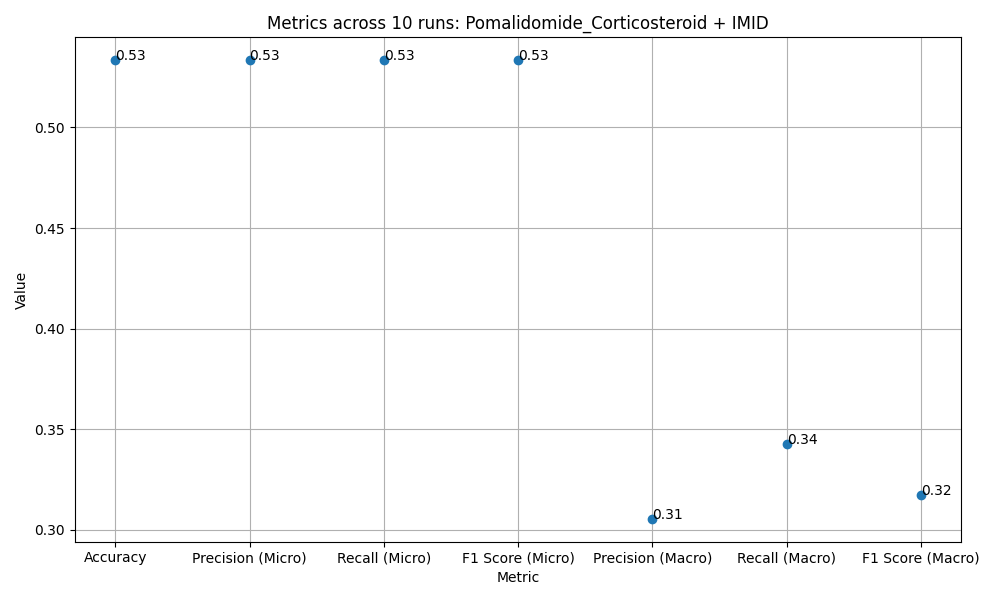 Metrics across 10 runs: Pomalidomide_Corticosteroid + IMID
0.53 0.53 0.53 0.53
0.50
0.45
0.40
0.35
0.34
0.32
0.31
0.30
Value
Accuracy Precision (Micro) Recall (Micro) F1 Score (Micro) Precision (Macro) Recall (Macro) F1 Score (Macro)
Metric